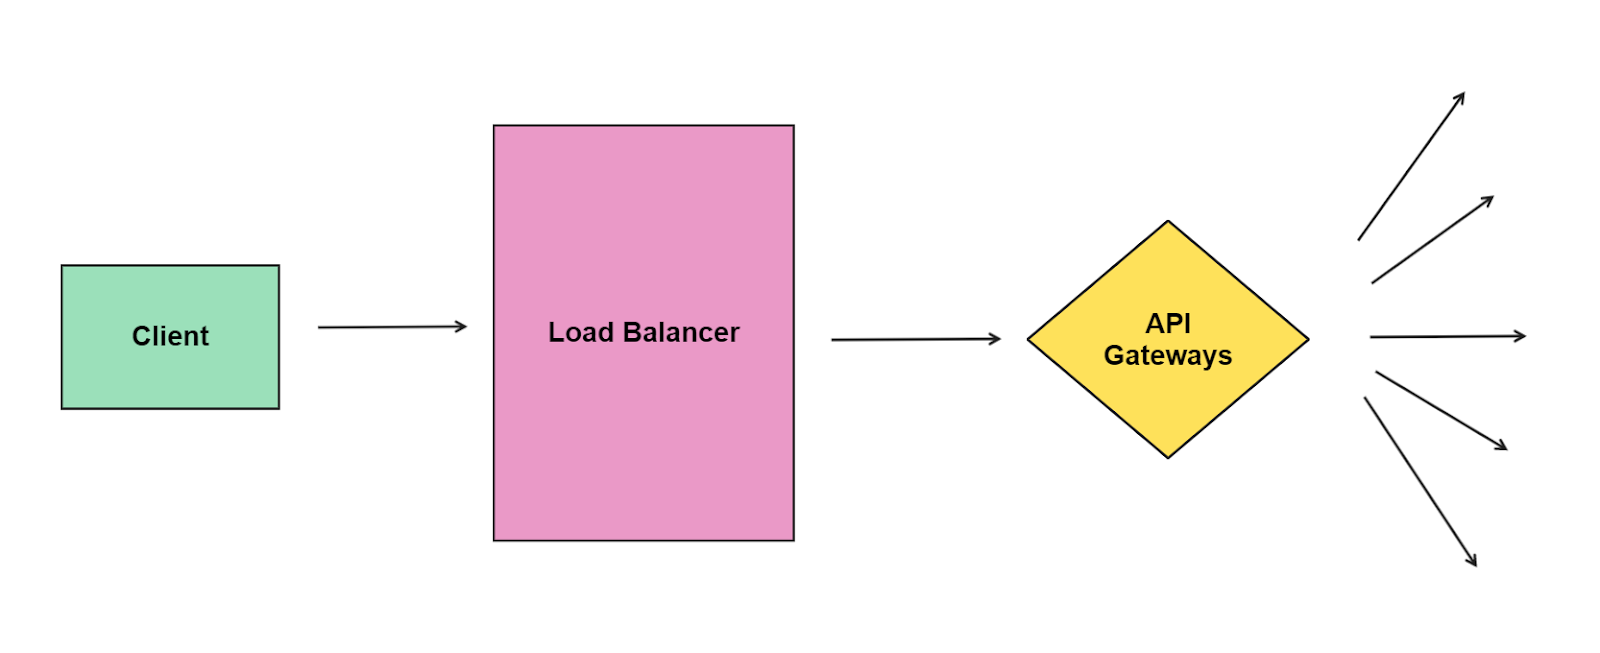 Client
Load Balancer
API
Gateways